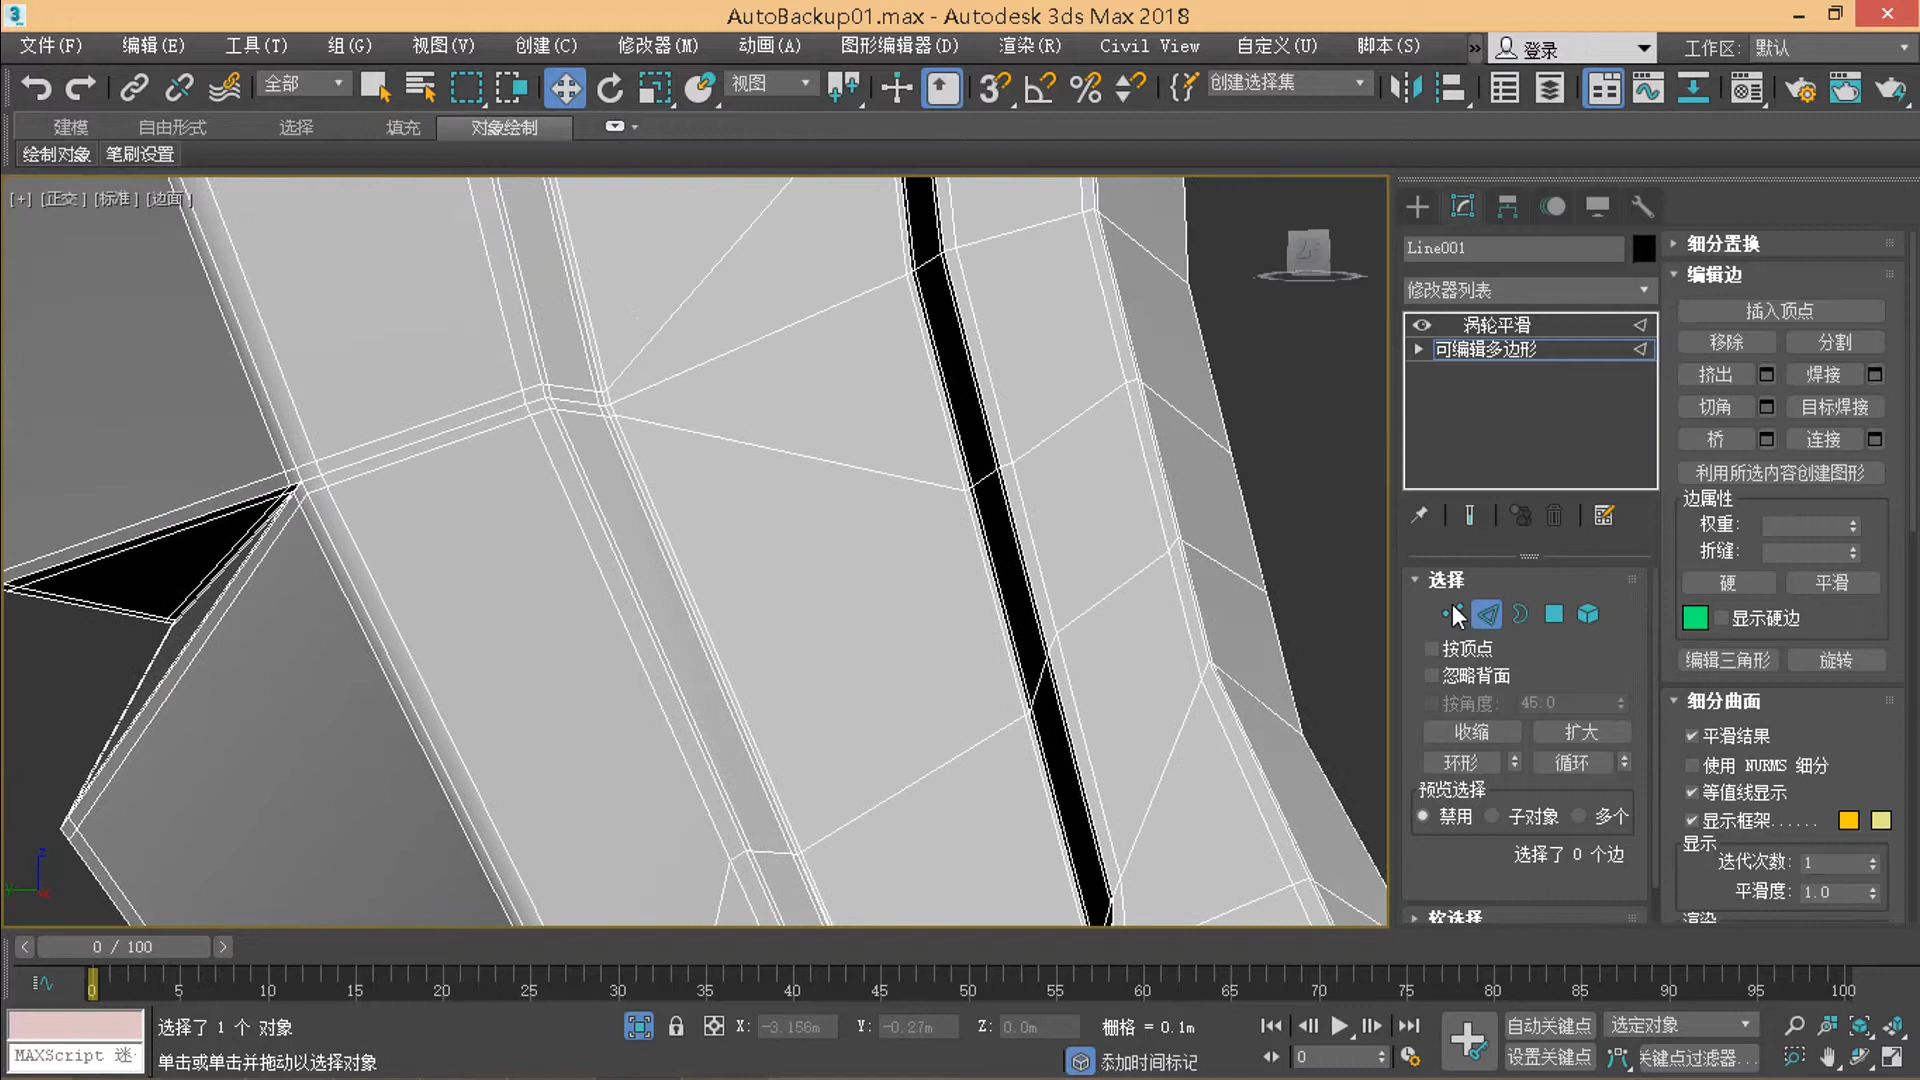 AutoBackup01.max - Autodesk 3ds Max 2018
文件(F) 编辑(E) 工具(T) 组(G) 视图(V) 创建(C) 修改器(M) 动画(A) 图形编辑器(D) 渲染(R) Civil View 自定义(U) 脚本(S) » 登录 工作区: 默认
全部 视图 创建选择集
建模 自由形式 选择 填充 对象绘制
绘制对象 笔刷设置
[+] [正交] [标准] [边面]
Line001
修改器列表
涡轮平滑
可编辑多边形
选择
按顶点
忽略背面
按角度: 45.0
收缩 扩大
环形 循环
预览选择
禁用 子对象 多个
选择了 0 个边
软选择
细分置换
编辑边
插入顶点
移除 分割
挤出 焊接
切角 目标焊接
桥 连接
利用所选内容创建图形
边属性
权重:
折缝:
硬 平滑
显示硬边
编辑三角形 旋转
细分曲面
平滑结果
使用 NURMS 细分
等值线显示
显示框架......
显示
迭代次数: 1
平滑度: 1.0
渲染
0 / 100
0 5 10 15 20 25 30 35 40 45 50 55 60 65 70 75 80 85 90 95 100
选择了 1 个 对象 X: -3.156m Y: -0.27m Z: 0.0m 栅格 = 0.1m 自动关键点 选定对象
MAXScript 迷 单击或单击并拖动以选择对象 添加时间标记 0 设置关键点 关键点过滤器...